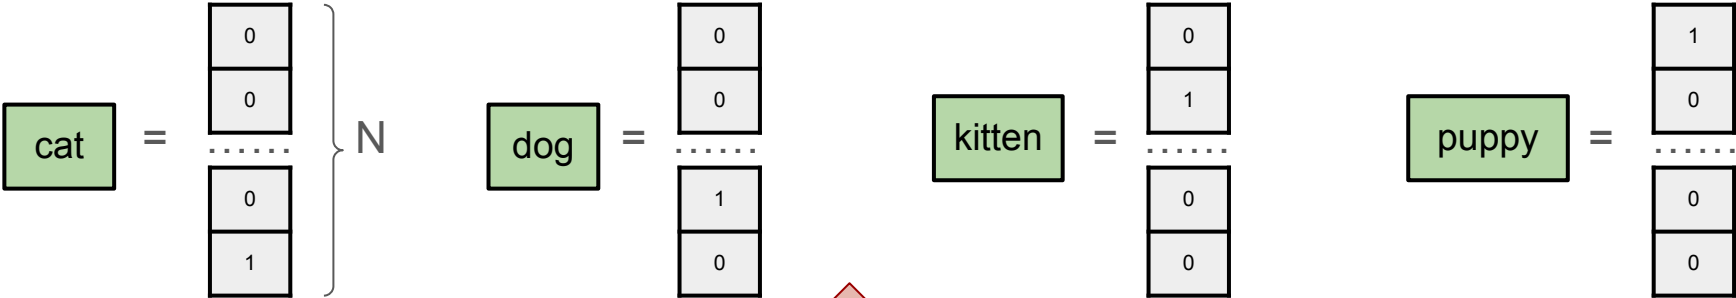 cat = 0 0 ...... 0 1 N
dog = 0 0 ...... 1 0
kitten = 0 1 ...... 0 0
puppy = 1 0 ...... 0 0